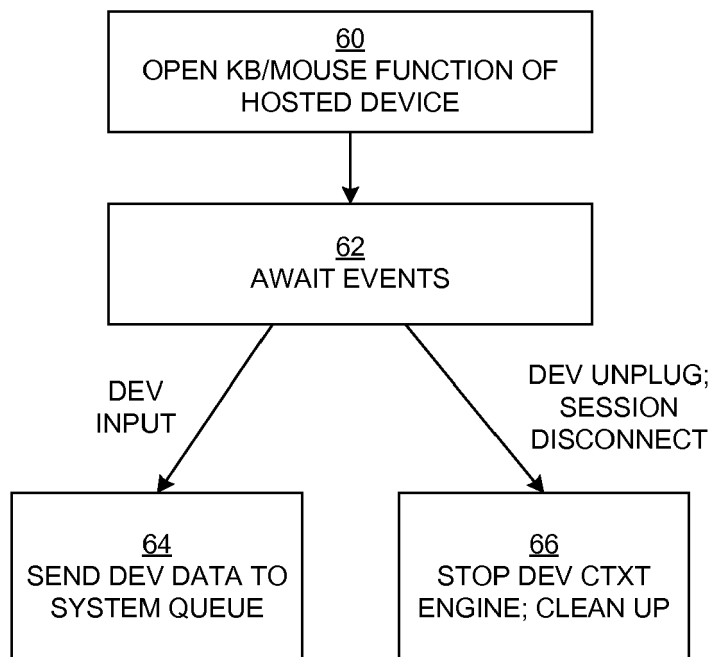 60
OPEN KB/MOUSE FUNCTION OF
HOSTED DEVICE
62
AWAIT EVENTS
DEV
INPUT
DEV UNPLUG;
SESSION
DISCONNECT
64
SEND DEV DATA TO
SYSTEM QUEUE
66
STOP DEV CTXT
ENGINE; CLEAN UP